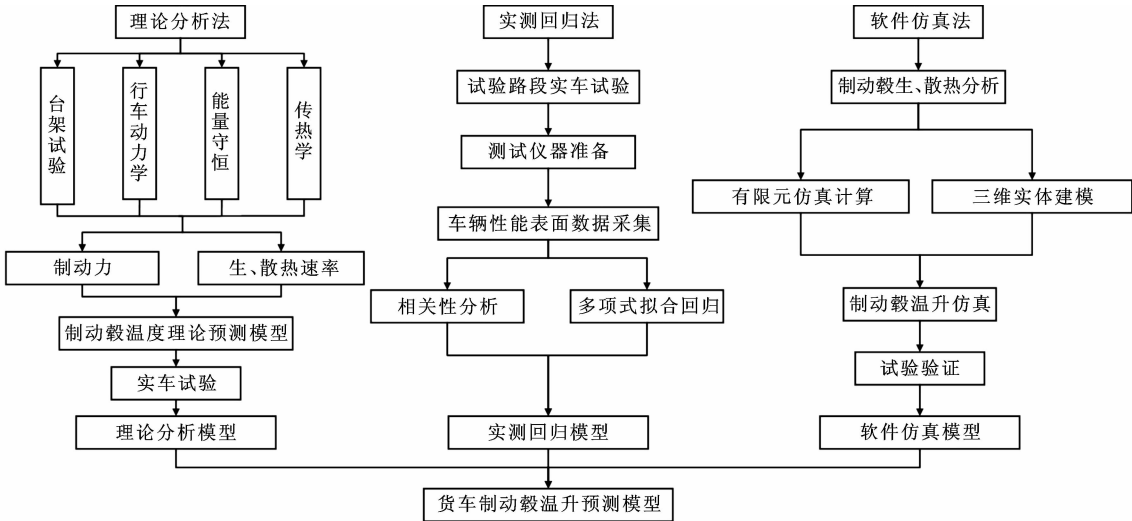 理论分析法
实测回归法
软件仿真法
台架试验
行车动力学
能量守恒
传热学
试验路段实车试验
制动毂生、散热分析
测试仪器准备
有限元仿真计算
三维实体建模
车辆性能表面数据采集
制动力
生、散热速率
相关性分析
多项式拟合回归
制动毂温升仿真
制动毂温度理论预测模型
试验验证
实车试验
理论分析模型
实测回归模型
软件仿真模型
货车制动毂温升预测模型